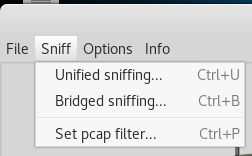 File Sniff Options Info
Unified sniffing... Ctrl+U
Bridged sniffing... Ctrl+B
Set pcap filter... Ctrl+P